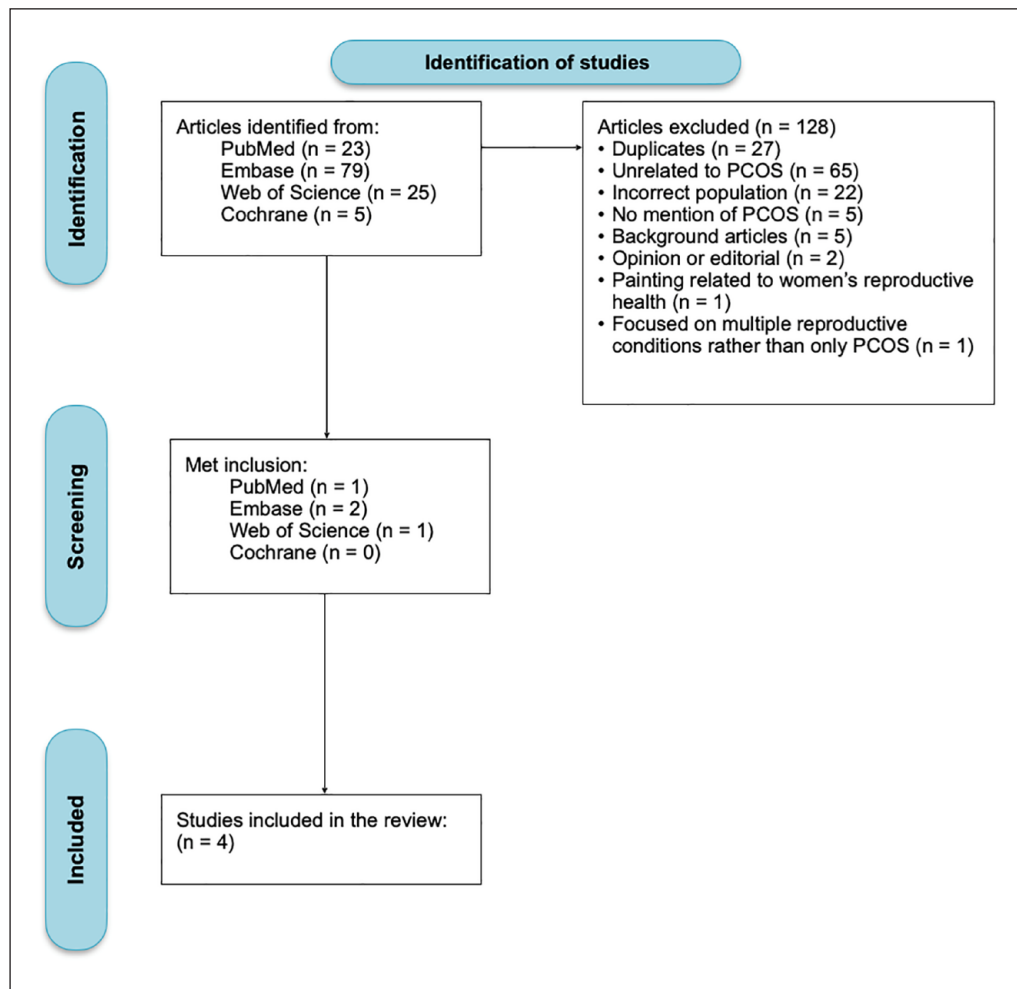 Identification of studies
Identification
Articles identified from:
PubMed (n = 23)
Embase (n = 79)
Web of Science (n = 25)
Cochrane (n = 5)
Articles excluded (n = 128)
• Duplicates (n = 27)
• Unrelated to PCOS (n = 65)
• Incorrect population (n = 22)
• No mention of PCOS (n = 5)
• Background articles (n = 5)
• Opinion or editorial (n = 2)
• Painting related to women's reproductive
health (n = 1)
• Focused on multiple reproductive
conditions rather than only PCOS (n = 1)
Screening
Met inclusion:
PubMed (n = 1)
Embase (n = 2)
Web of Science (n = 1)
Cochrane (n = 0)
Included
Studies included in the review:
(n = 4)